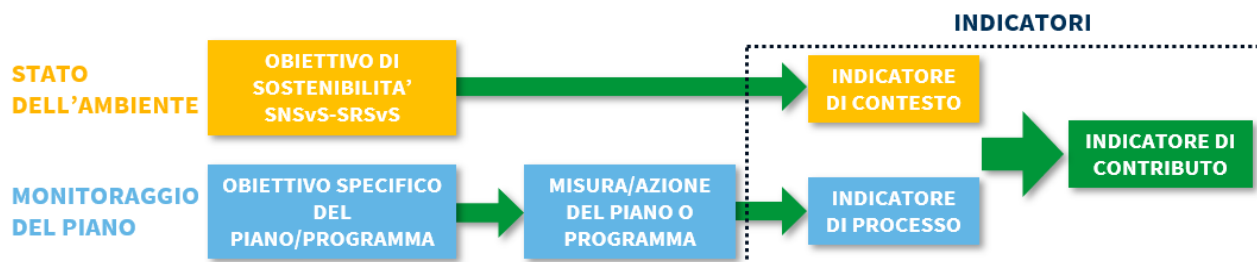 INDICATORI
STATO
DELL'AMBIENTE
OBIETTIVO DI
SOSTENIBILITA'
SNSvS-SRSvS
INDICATORE
DI CONTESTO
INDICATORE DI
CONTRIBUTO
MONITORAGGIO
DEL PIANO
OBIETTIVO SPECIFICO
DEL
PIANO/PROGRAMMA
MISURA/AZIONE
DEL PIANO O
PROGRAMMA
INDICATORE
DI PROCESSO